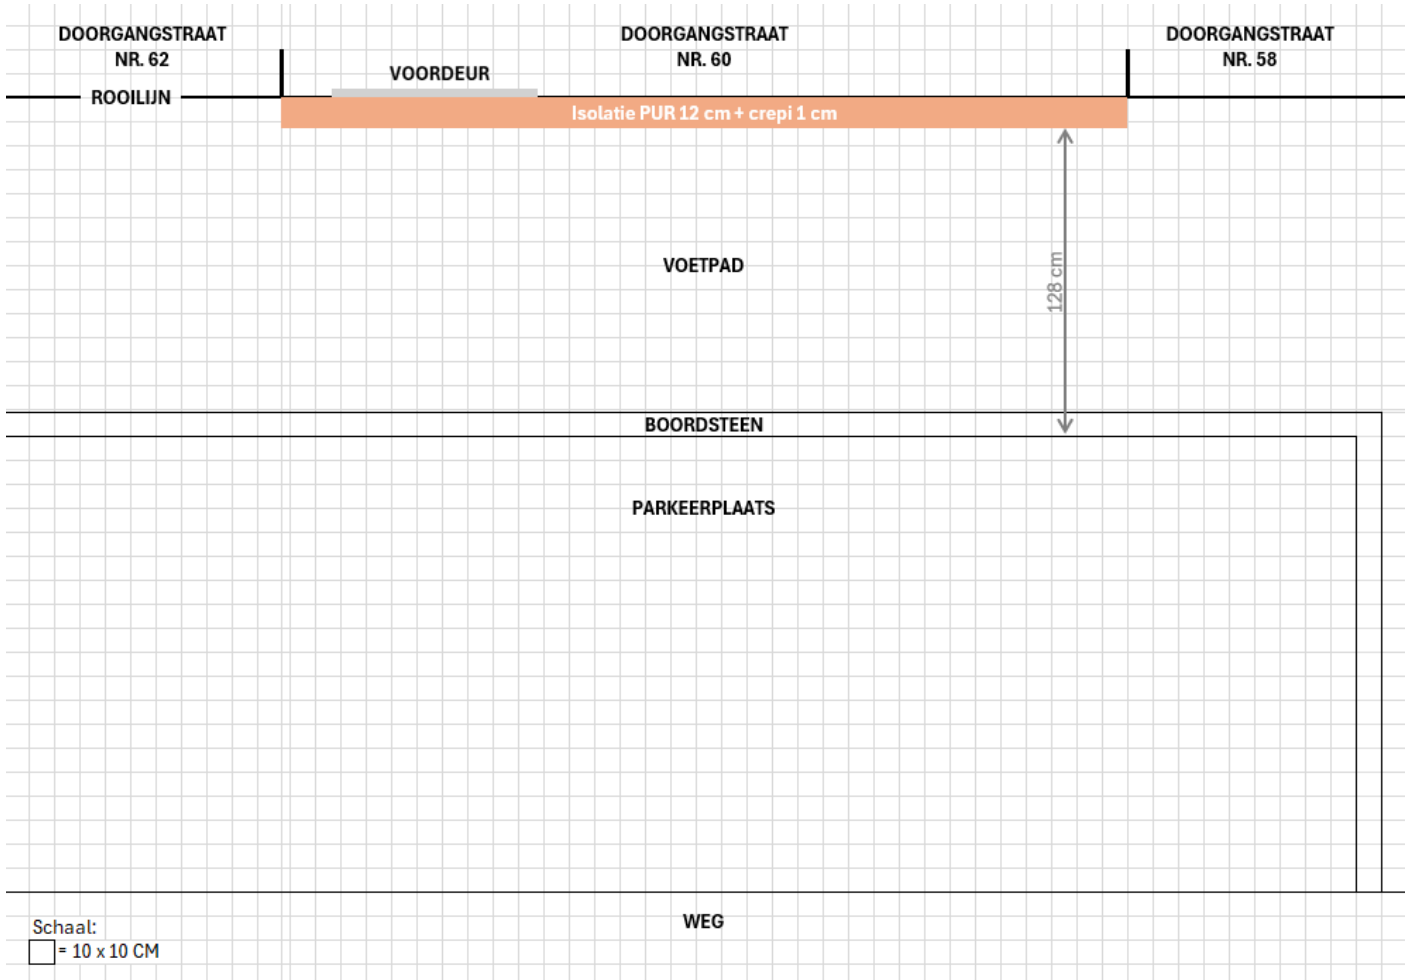 DOORGANGSTRAAT
NR. 62
DOORGANGSTRAAT
NR. 60
DOORGANGSTRAAT
NR. 58
VOORDEUR
ROOILIJN
Isolatie PUR 12 cm + crepi 1 cm
VOETPAD
128 cm
BOORDSTEEN
PARKEERPLAATS
WEG
Schaal:
= 10 x 10 CM